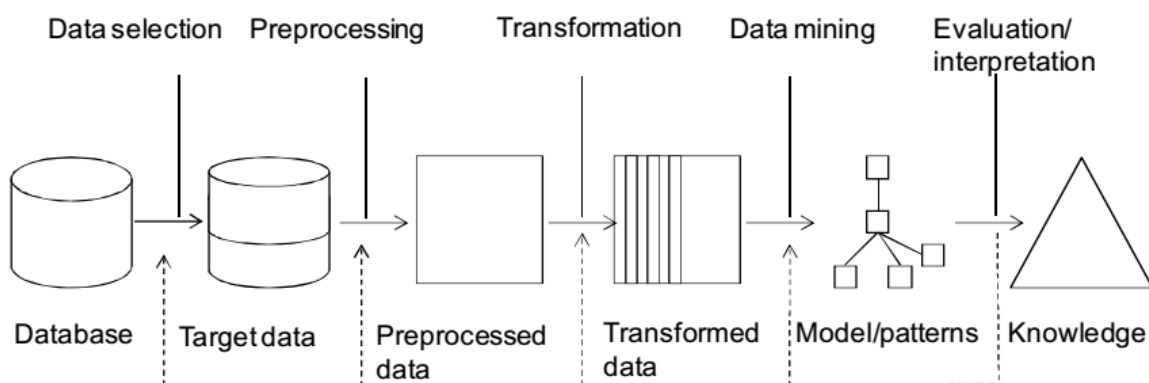 Data selection
Preprocessing
Transformation
Data mining
Evaluation/
interpretation
Database
Target data
Preprocessed
data
Transformed
data
Model/patterns
Knowledge